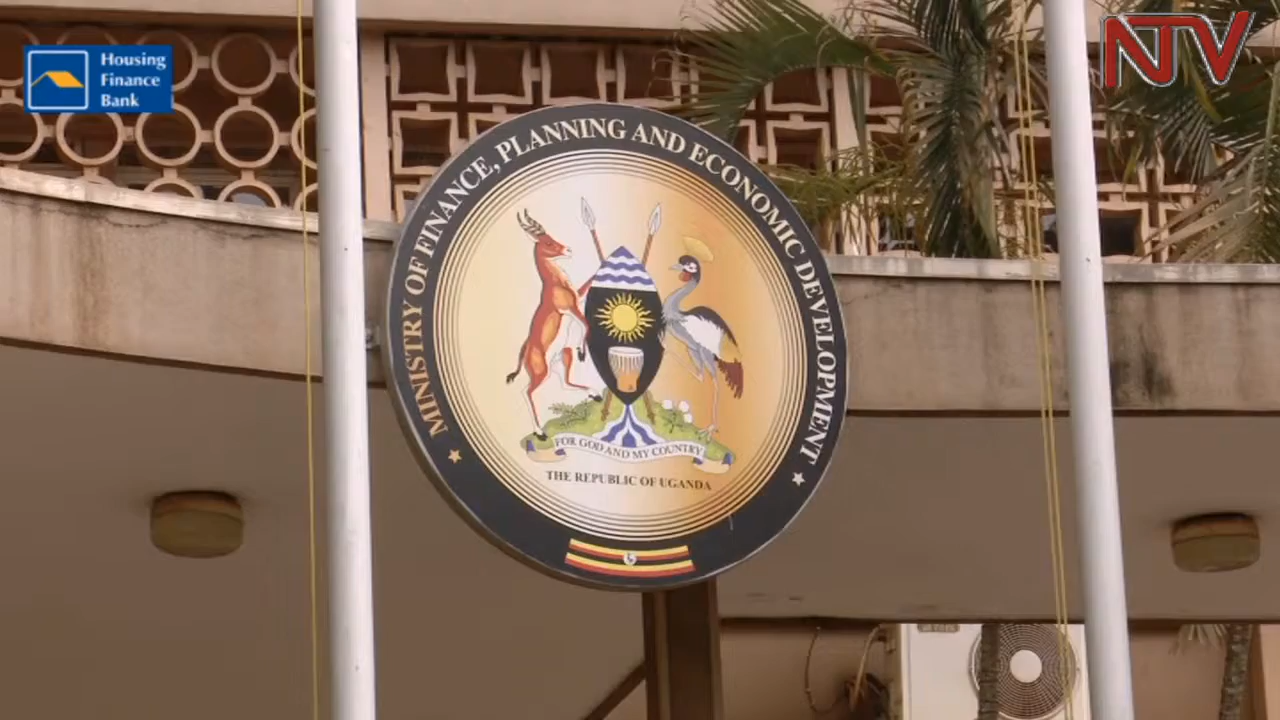 Housing
Finance
Bank
NTV
MINISTRY OF FINANCE, PLANNING AND ECONOMIC DEVELOPMENT
FOR GOD AND MY COUNTRY
THE REPUBLIC OF UGANDA